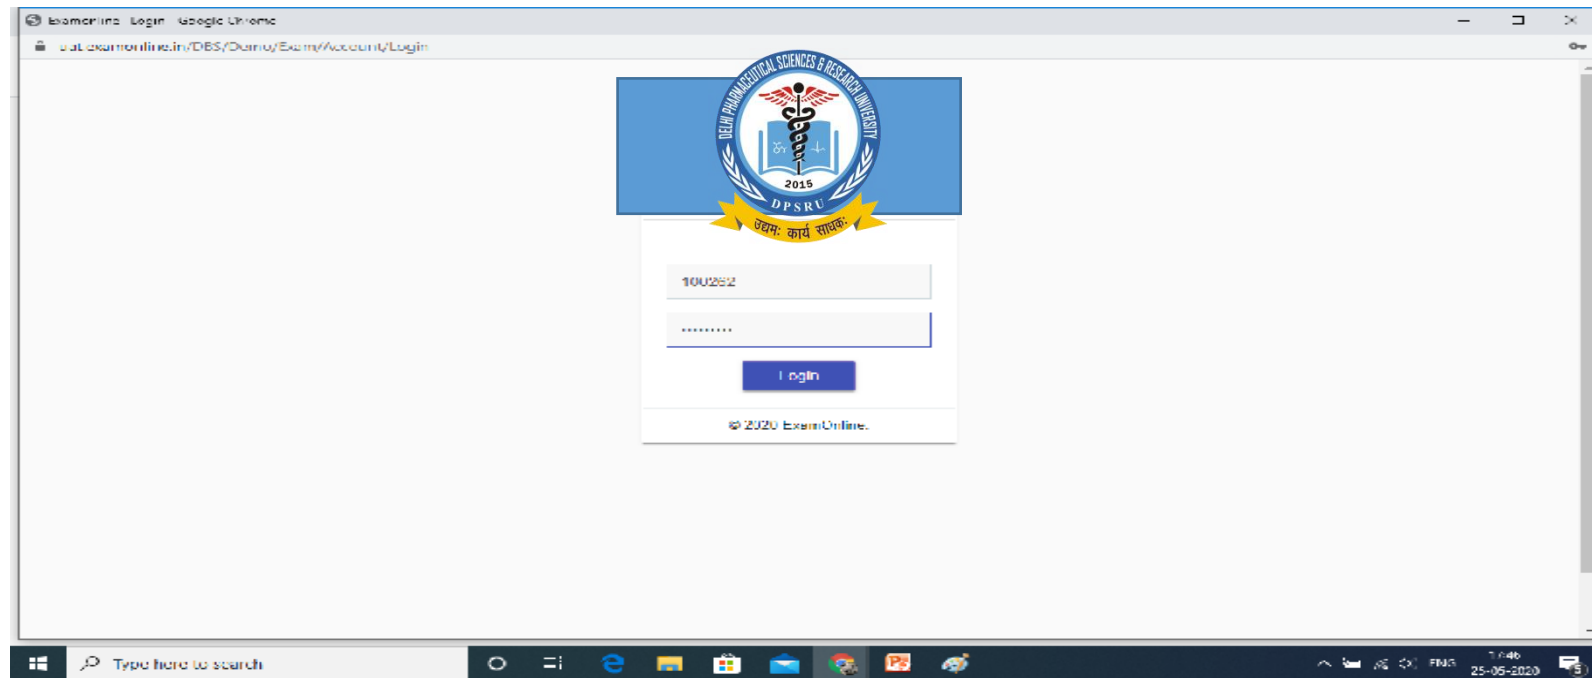 Examonline Login - Google Chrome
uat.examonline.in/DBS/Demo/Exam/Account/Login
DELHI PHARMACEUTICAL SCIENCES & RESEARCH UNIVERSITY
2015
DPSRU
उद्यमः कार्य साधकः
100262
Login
© 2020 ExamOnline.
Type here to search
ENG
25-05-2020
5